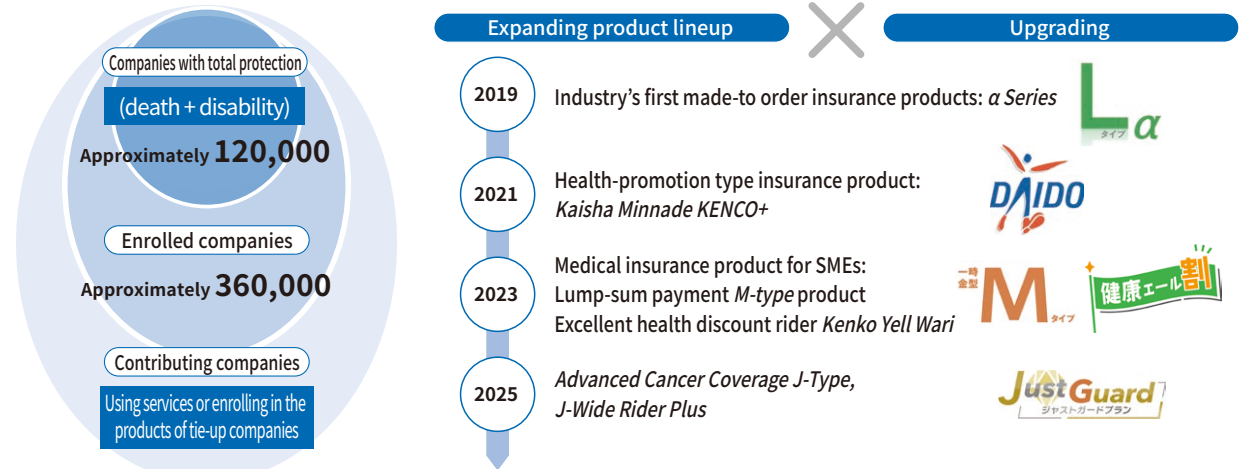 Companies with total protection
(death + disability)
Approximately 120,000
Enrolled companies
Approximately 360,000
Contributing companies
Using services or enrolling in the
products of tie-up companies
Expanding product lineup
Upgrading
2019
Industry's first made-to order insurance products: α Series
Lα
タイプ
2021
Health-promotion type insurance product:
Kaisha Minnade KENCO+
DAIDO
2023
Medical insurance product for SMEs:
Lump-sum payment M-type product
Excellent health discount rider Kenko Yell Wari
一時
金型
M
タイプ
健康エール割
2025
Advanced Cancer Coverage J-Type,
J-Wide Rider Plus
Just Guard
ジャストガードプラン